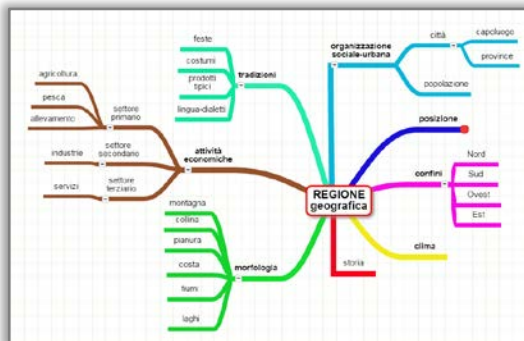 REGIONE
geografica
organizzazione
sociale-urbana
città
capoluogo
province
popolazione
posizione
confini
Nord
Sud
Ovest
Est
clima
storia
morfologia
montagna
collina
pianura
costa
fiumi
laghi
attività
economiche
settore
primario
agricoltura
pesca
allevamento
settore
secondario
industrie
settore
terziario
servizi
tradizioni
feste
costumi
prodotti
tipici
lingua-dialetti